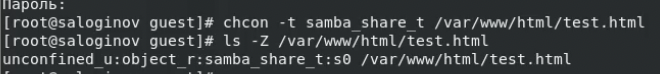 Пароль:
[root@saloginov guest]# chcon -t samba_share_t /var/www/html/test.html
[root@saloginov guest]# ls -Z /var/www/html/test.html
unconfined_u:object_r:samba_share_t:s0 /var/www/html/test.html